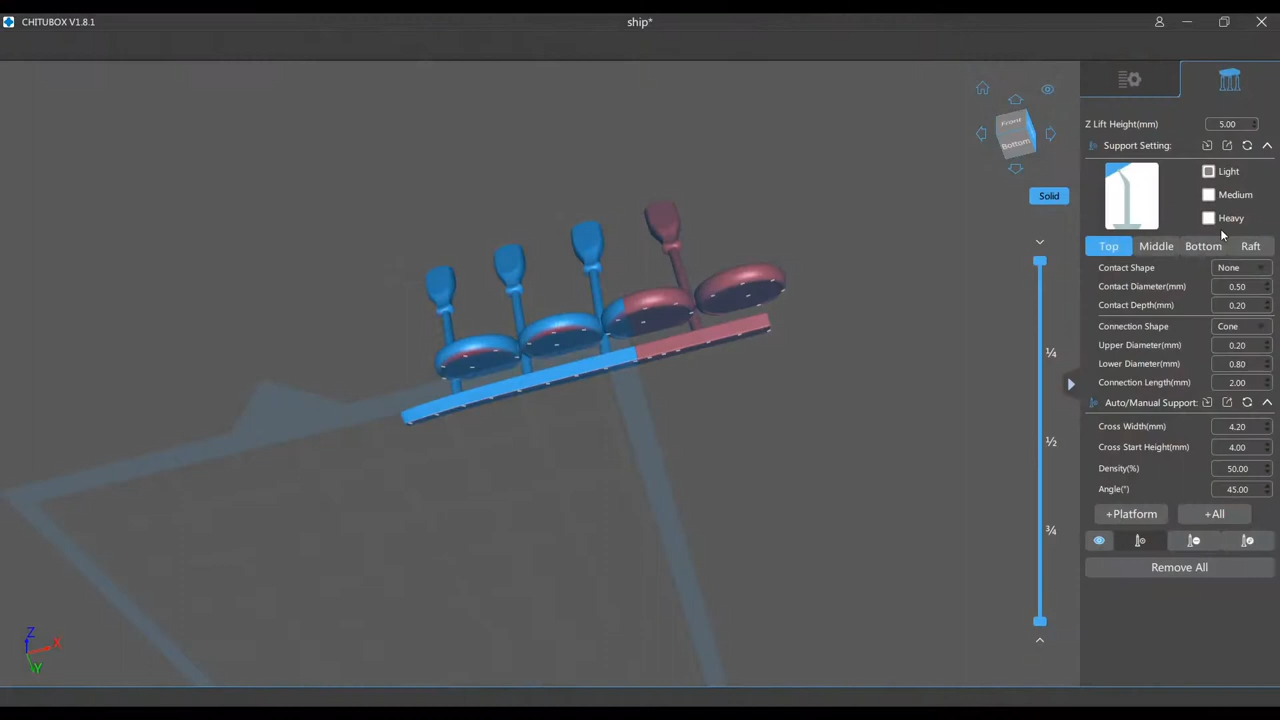 CHITUBOX V1.8.1
ship*
Z Lift Height(mm) 5.00
Support Setting:
Light
Medium
Heavy
Top Middle Bottom Raft
Contact Shape None
Contact Diameter(mm) 0.50
Contact Depth(mm) 0.20
Connection Shape Cone
Upper Diameter(mm) 0.20
Lower Diameter(mm) 0.80
Connection Length(mm) 2.00
Auto/Manual Support:
Cross Width(mm) 4.20
Cross Start Height(mm) 4.00
Density(%) 50.00
Angle(°) 45.00
+Platform +All
Remove All
Front
Bottom
Solid
¼
½
¾
Z
X
Y